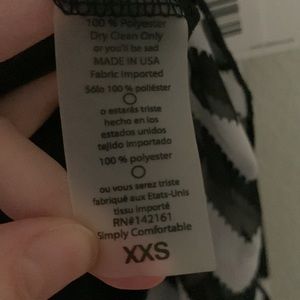 100 % Polyester
Dry Clean Only
or you'll be sad
MADE IN USA
Fabric imported
Sólo 100 % poliéster
o estarás triste
hecho en los
estados unidos
tejido importado
100 % polyester
ou vous serez triste
fabriqué aux Etats-Unis
tissu importé
RN#142161
Simply Comfortable
XXS